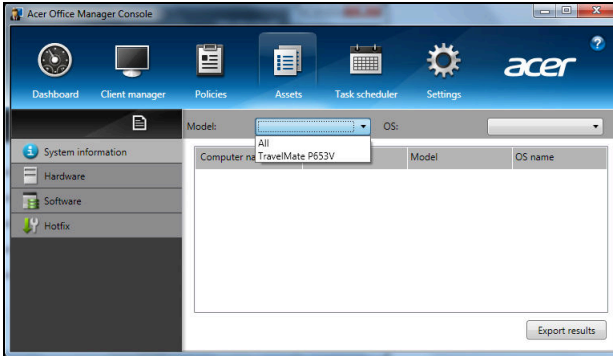 Acer Office Manager Console
Dashboard Client manager Policies Assets Task scheduler Settings acer ?
Model: OS:
All
TravelMate P653V
System information
Hardware
Software
Hotfix
Computer na Model OS name
Export results